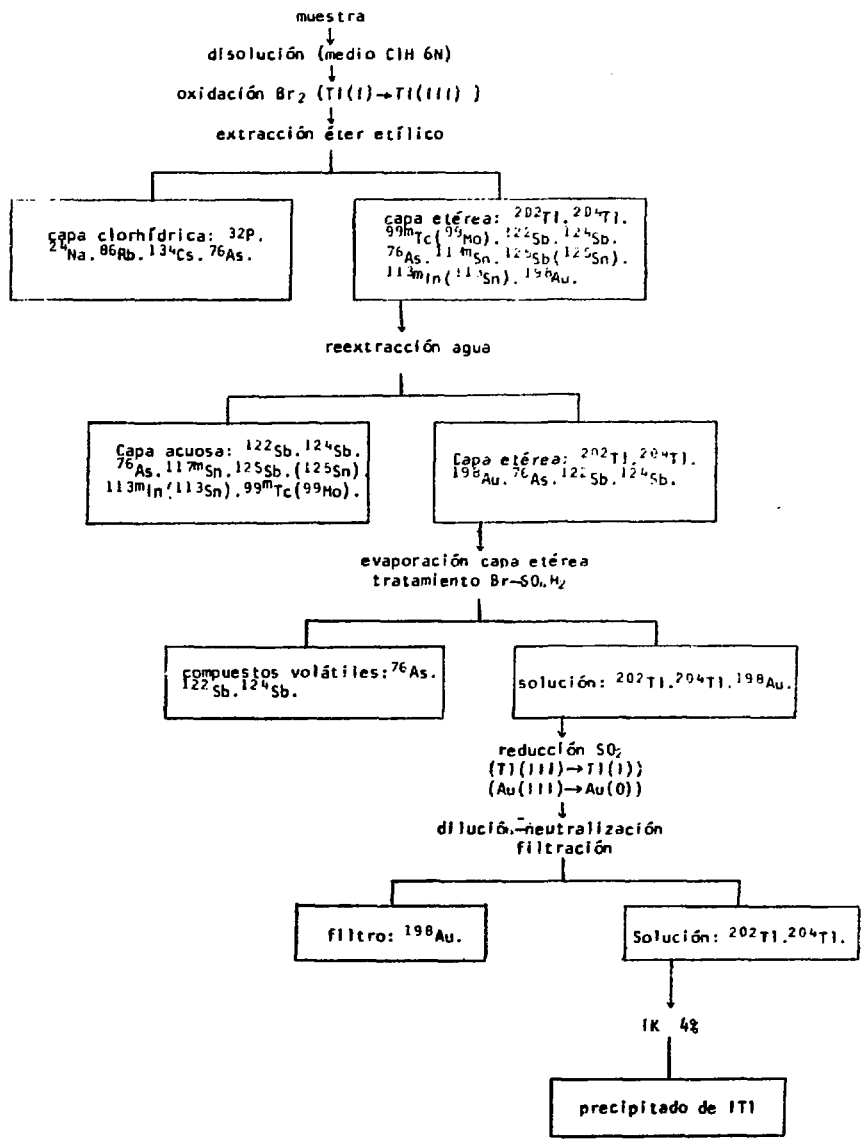 muestra
disolución (medio ClH 6N)
oxidación Br₂ (Tl(I)→Tl(III) )
extracción éter etílico
capa clorhídrica: ³²P.
²⁴Na. ⁸⁶Rb. ¹³⁴Cs. ⁷⁶As.
capa etérea: ²⁰²Tl. ²⁰⁴Tl.
⁹⁹ᵐTc(⁹⁹Mo). ¹²²Sb. ¹²⁴Sb.
⁷⁶As. ¹¹⁷ᵐSn. ¹²⁵Sb(¹²⁵Sn).
¹¹³ᵐIn(¹¹³Sn). ¹⁹⁸Au.
reextracción agua
Capa acuosa: ¹²²Sb. ¹²⁴Sb.
⁷⁶As. ¹¹⁷ᵐSn. ¹²⁵Sb. (¹²⁵Sn)
¹¹³ᵐIn(¹¹³Sn). ⁹⁹ᵐTc(⁹⁹Mo).
Capa etérea: ²⁰²Tl. ²⁰⁴Tl.
¹⁹⁸Au. ⁷⁶As. ¹²²Sb. ¹²⁴Sb.
evaporación capa etérea
tratamiento Br-SO₄H₂
compuestos volátiles: ⁷⁶As.
¹²²Sb. ¹²⁴Sb.
solución: ²⁰²Tl. ²⁰⁴Tl. ¹⁹⁸Au.
reducción SO₂
(Tl(III)→Tl(I))
(Au(III)→Au(0))
dilución-neutralización
filtración
filtro: ¹⁹⁸Au.
Solución: ²⁰²Tl. ²⁰⁴Tl.
IK 4%
precipitado de ITl